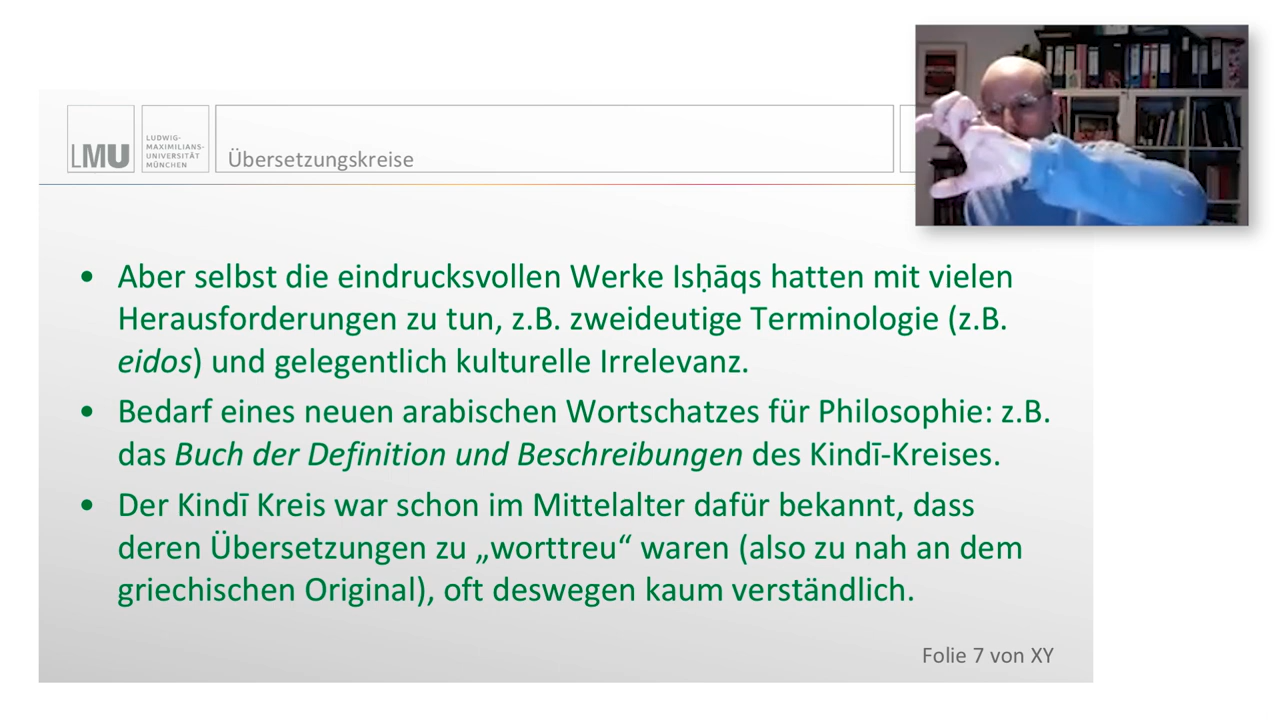 LMU
LUDWIG-
MAXIMILIANS-
UNIVERSITÄT
MÜNCHEN
Übersetzungskreise
• Aber selbst die eindrucksvollen Werke Isḥāqs hatten mit vielen
Herausforderungen zu tun, z.B. zweideutige Terminologie (z.B.
eidos) und gelegentlich kulturelle Irrelevanz.
• Bedarf eines neuen arabischen Wortschatzes für Philosophie: z.B.
das Buch der Definition und Beschreibungen des Kindī-Kreises.
• Der Kindī Kreis war schon im Mittelalter dafür bekannt, dass
deren Übersetzungen zu „worttreu“ waren (also zu nah an dem
griechischen Original), oft deswegen kaum verständlich.
Folie 7 von XY